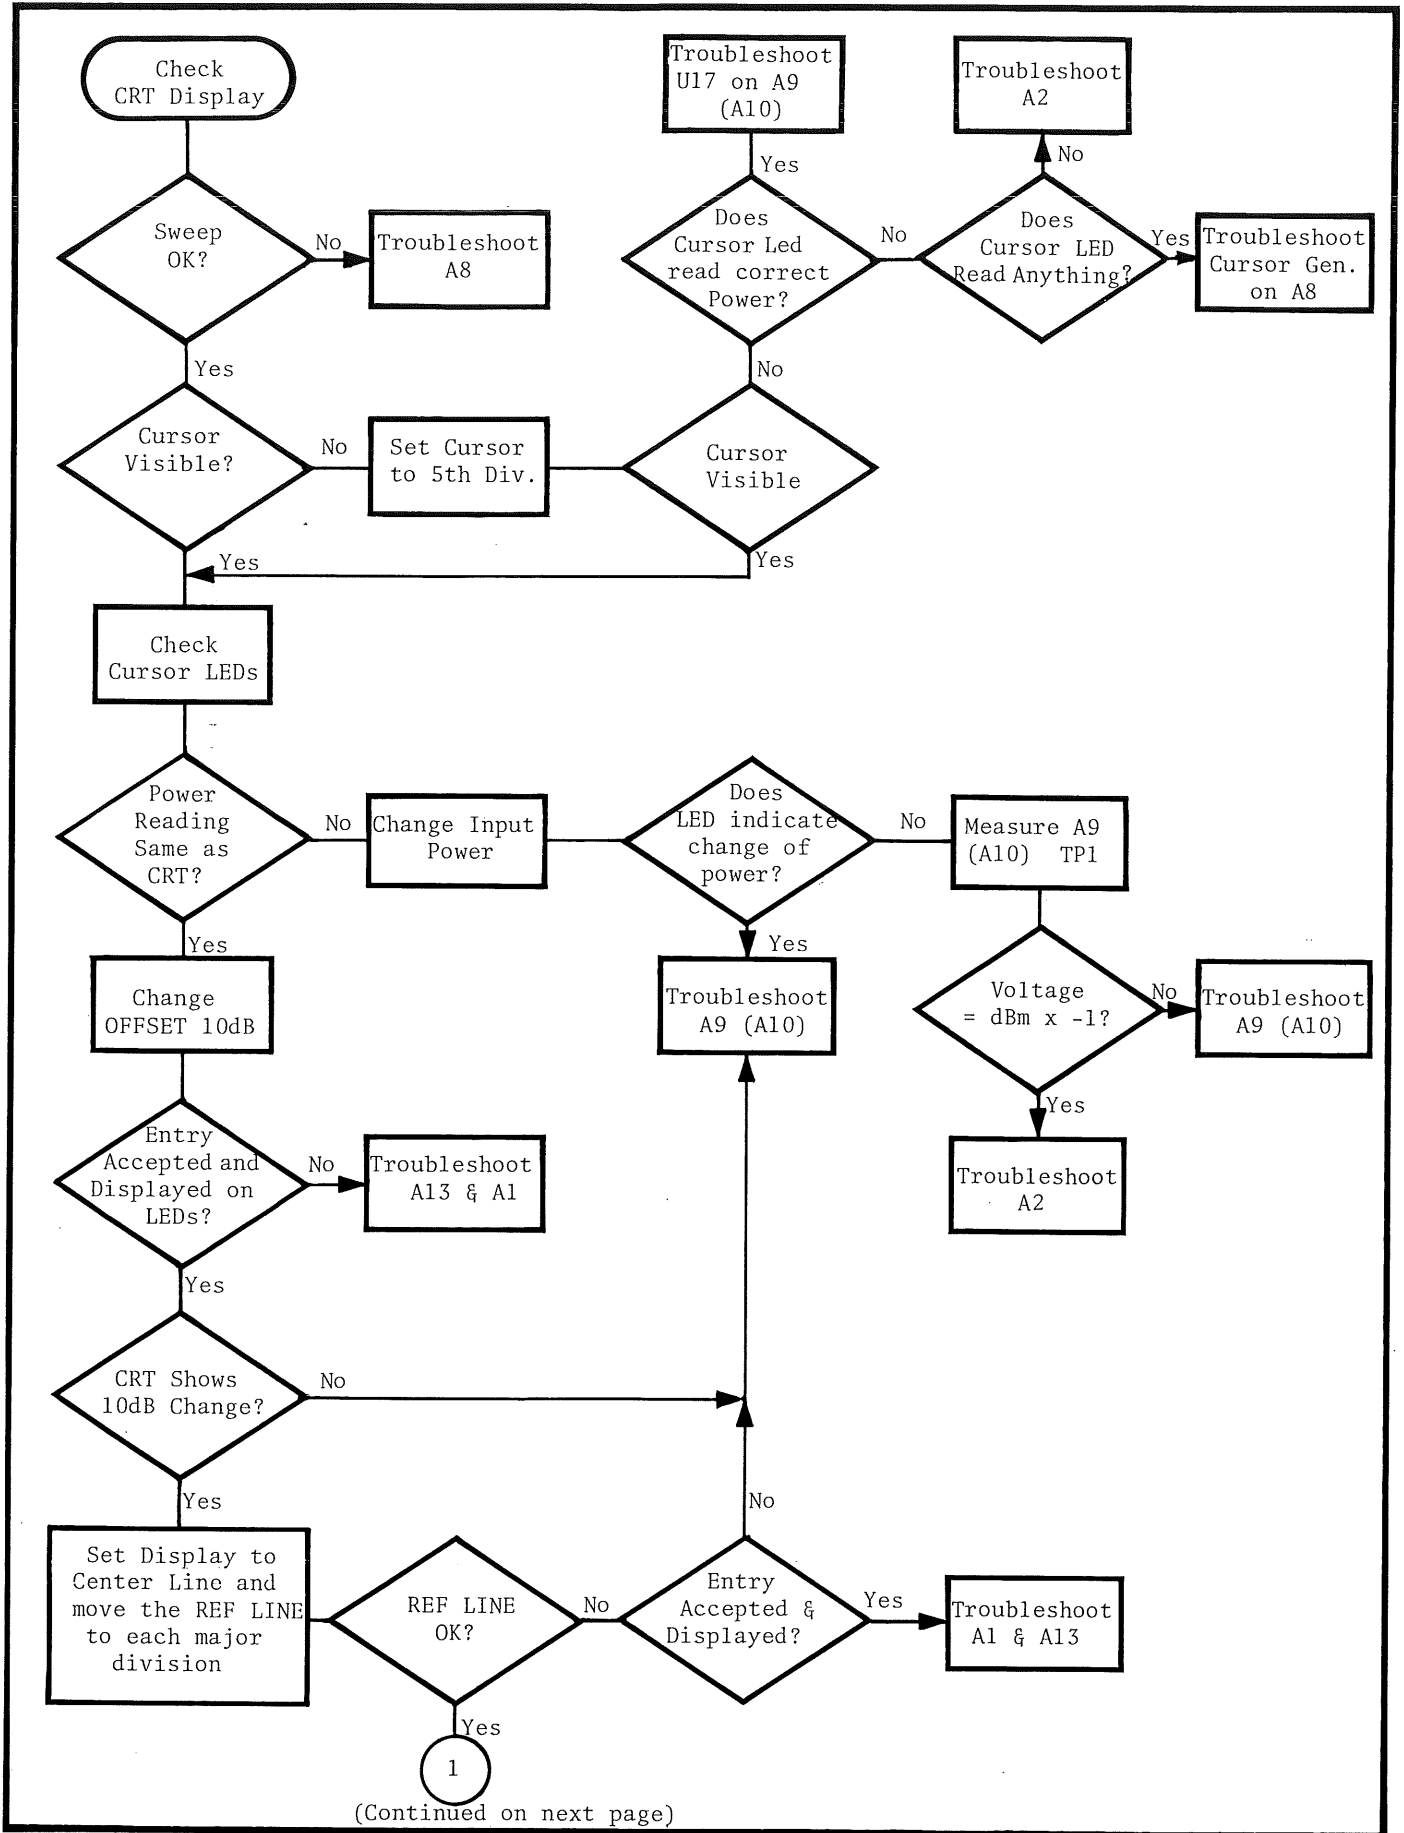 Check
CRT Display
Troubleshoot
U17 on A9
(A10)
Troubleshoot
A2
Yes
No
Sweep
OK?
No
Troubleshoot
A8
Does
Cursor Led
read correct
Power?
No
Does
Cursor LED
Read Anything?
Yes
Troubleshoot
Cursor Gen.
on A8
Yes
No
Cursor
Visible?
No
Set Cursor
to 5th Div.
Cursor
Visible
Yes
Yes
Check
Cursor LEDs
Power
Reading
Same as
CRT?
No
Change Input
Power
Does
LED indicate
change of
power?
No
Measure A9
(A10) TP1
Yes
Yes
Change
OFFSET 10dB
Troubleshoot
A9 (A10)
Voltage
= dBm x -1?
No
Troubleshoot
A9 (A10)
Yes
Entry
Accepted and
Displayed on
LEDs?
No
Troubleshoot
A13 & A1
Troubleshoot
A2
Yes
CRT Shows
10dB Change?
No
Yes
No
Set Display to
Center Line and
move the REF LINE
to each major
division
REF LINE
OK?
No
Entry
Accepted &
Displayed?
Yes
Troubleshoot
A1 & A13
Yes
1
(Continued on next page)